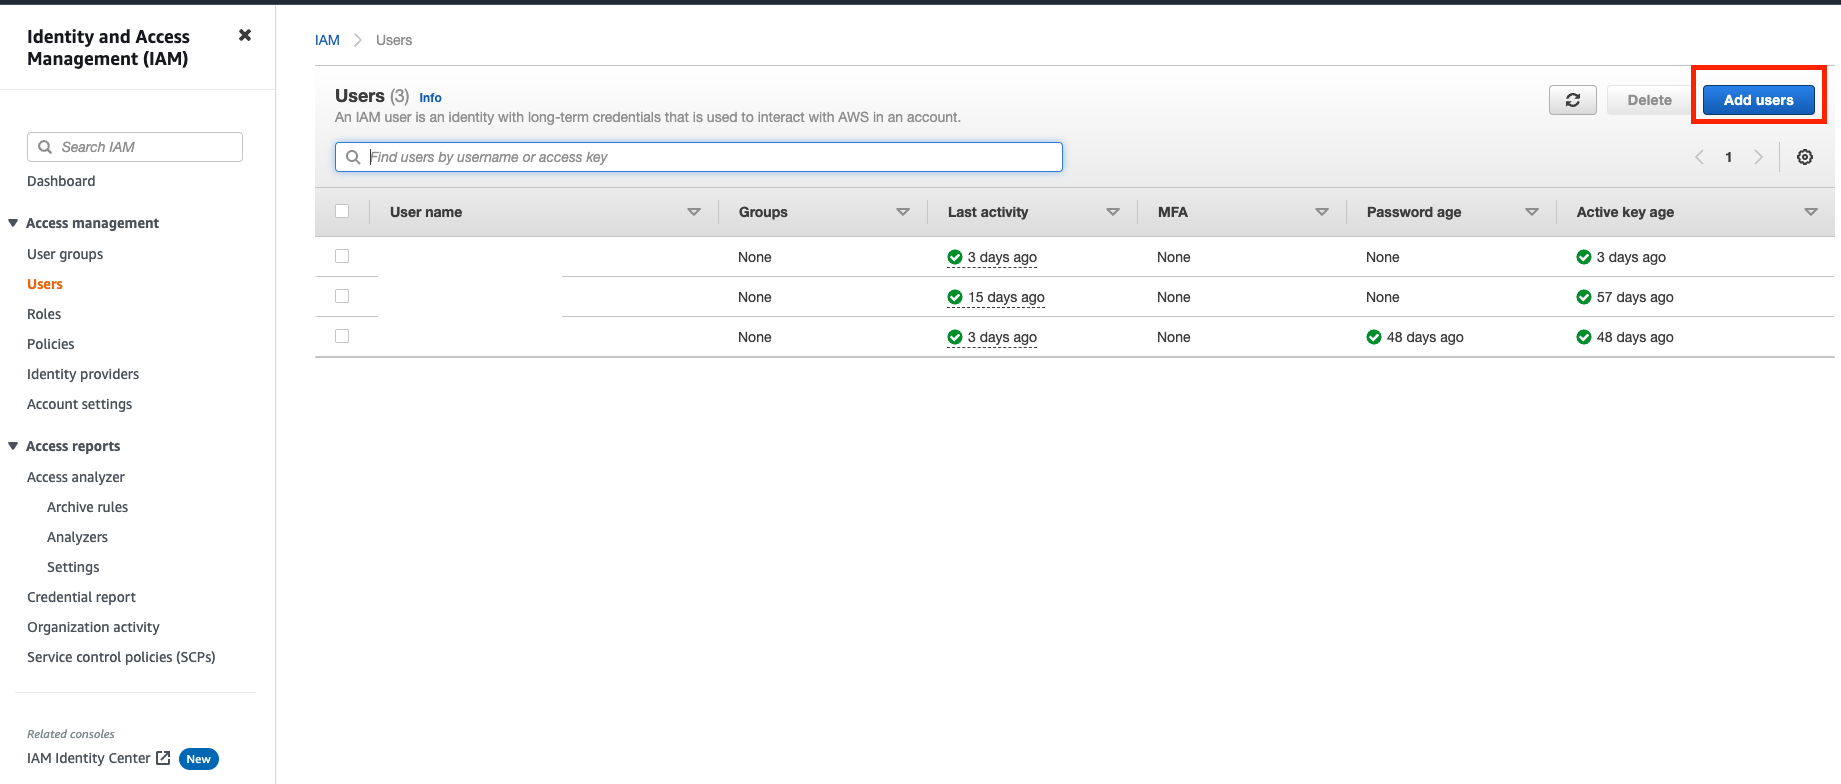 Identity and Access
Management (IAM)
Search IAM
Dashboard
Access management
User groups
Users
Roles
Policies
Identity providers
Account settings
Access reports
Access analyzer
Archive rules
Analyzers
Settings
Credential report
Organization activity
Service control policies (SCPs)
Related consoles
IAM Identity Center New
IAM Users
Users (3) Info
An IAM user is an identity with long-term credentials that is used to interact with AWS in an account.
Delete Add users
Find users by username or access key
1
User name Groups Last activity MFA Password age Active key age
None 3 days ago None None 3 days ago
None 15 days ago None None 57 days ago
None 3 days ago None 48 days ago 48 days ago